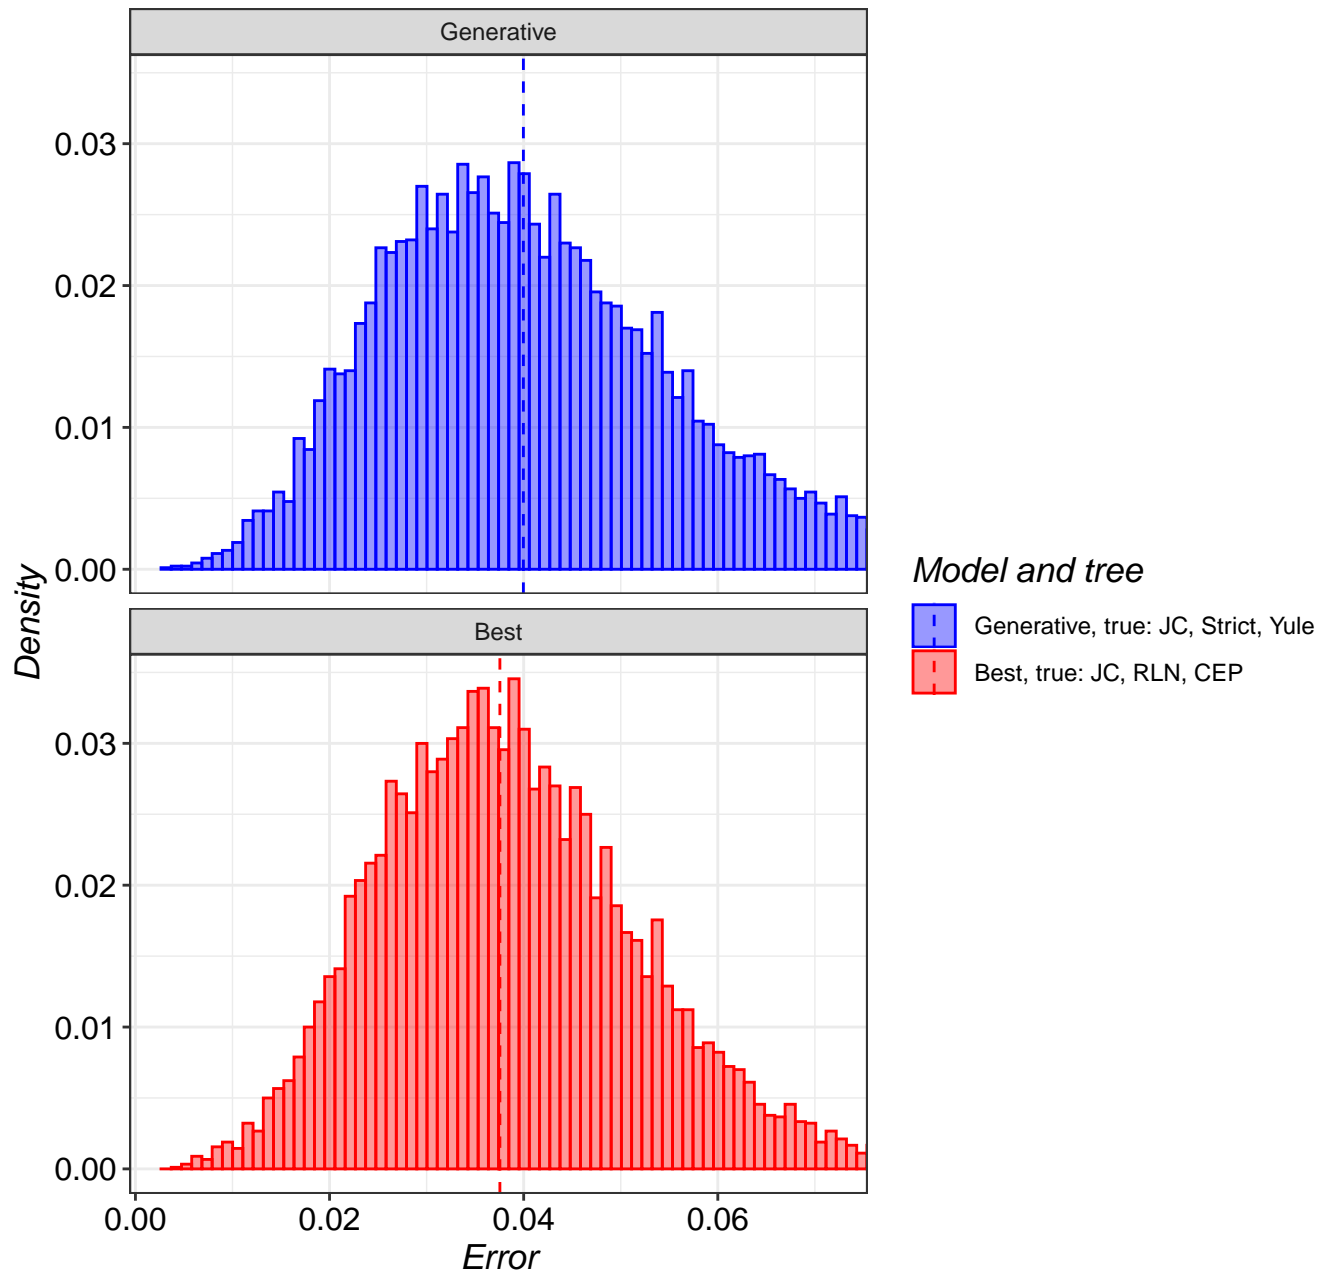 Generative
0.03
0.02
0.01
0.00
Density
Best
0.03
0.02
0.01
0.00
0.00 0.02 0.04 0.06
Error
Model and tree
Generative, true: JC, Strict, Yule
Best, true: JC, RLN, CEP